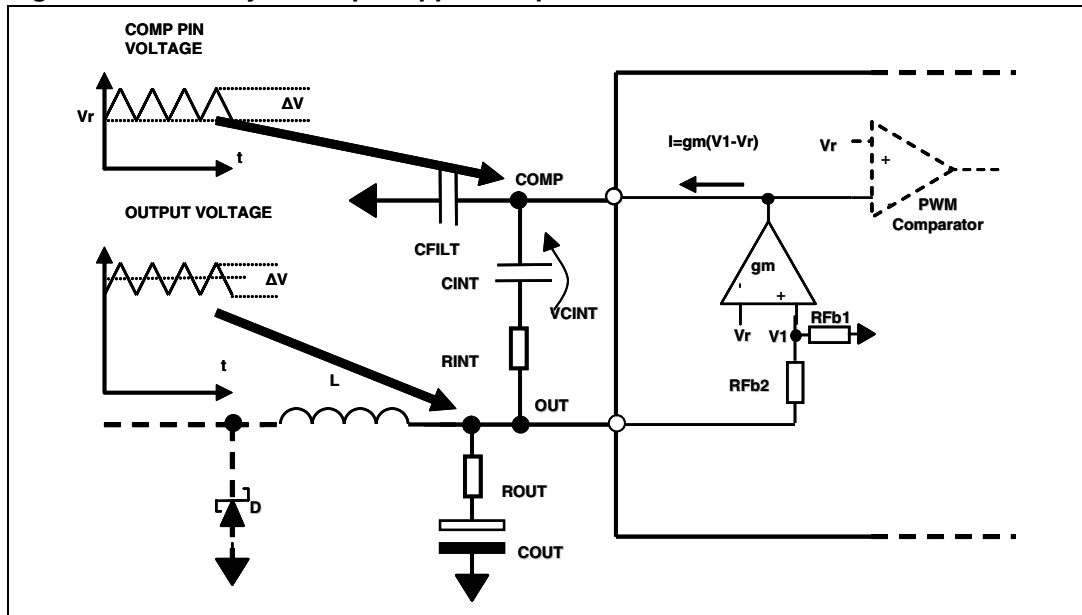 COMP PIN
VOLTAGE
Vr
ΔV
t
I=gm(V1-Vr)
Vr
+
-
COMP
PWM
Comparator
OUTPUT VOLTAGE
CFILT
gm
CINT
-
+
ΔV
VCINT
RFb1
Vr
V1
RINT
t
L
RFb2
OUT
ROUT
D
COUT